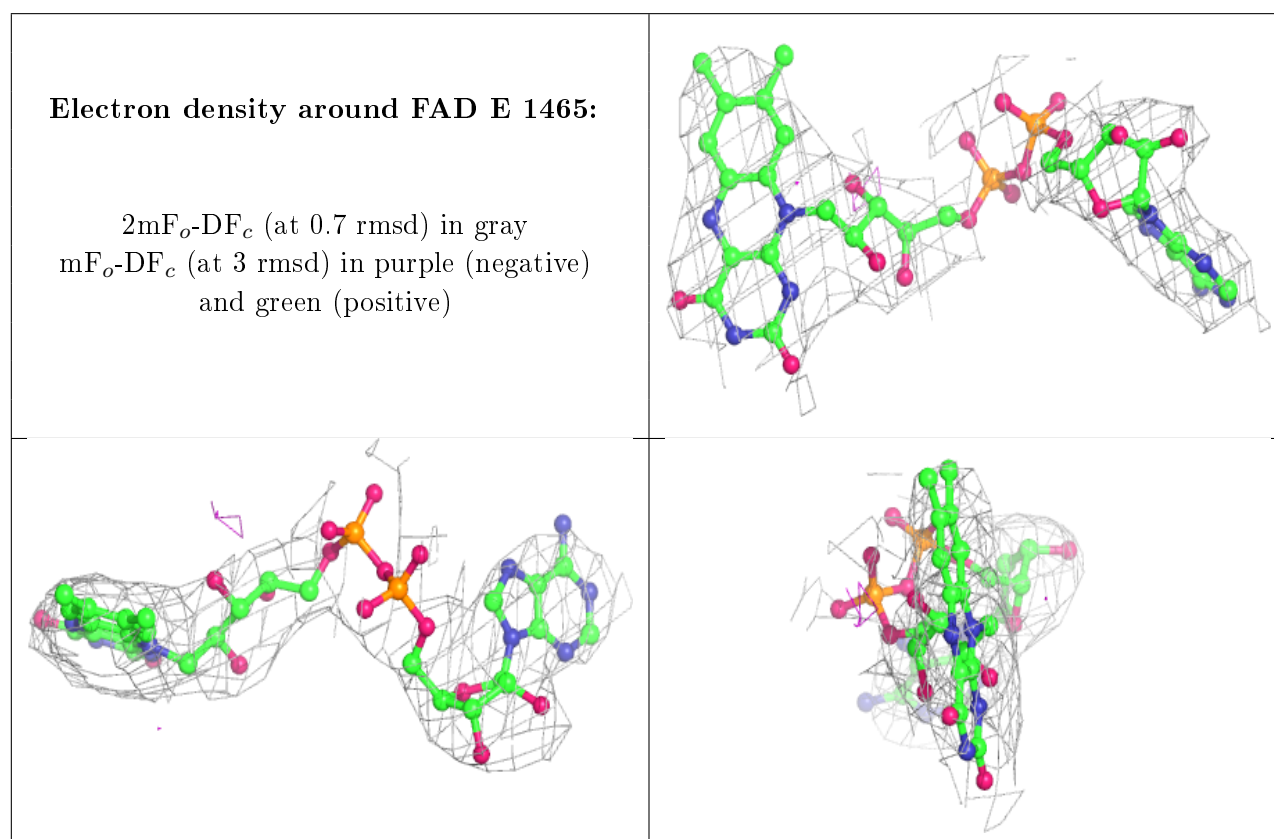 Electron density around FAD E 1465:
2mFo-DFc (at 0.7 rmsd) in gray
mFo-DFc (at 3 rmsd) in purple (negative)
and green (positive)